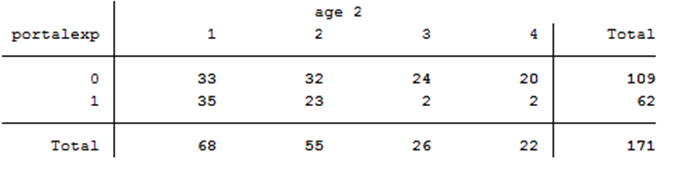 age 2
portalexp 1 2 3 4 Total
0 33 32 24 20 109
1 35 23 2 2 62
Total 68 55 26 22 171